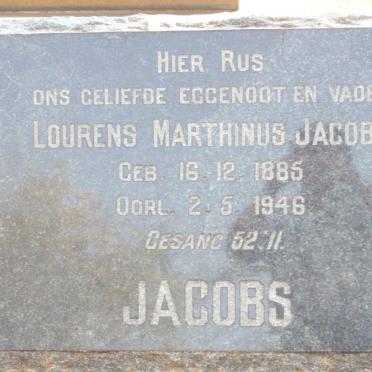 HIER RUS
ONS GELIEFDE EGGENOOT EN VADE
LOURENS MARTHINUS JACOB
GEB. 16.12.1885
OORL. 2.5.1946
GESANG 52:11.
JACOBS